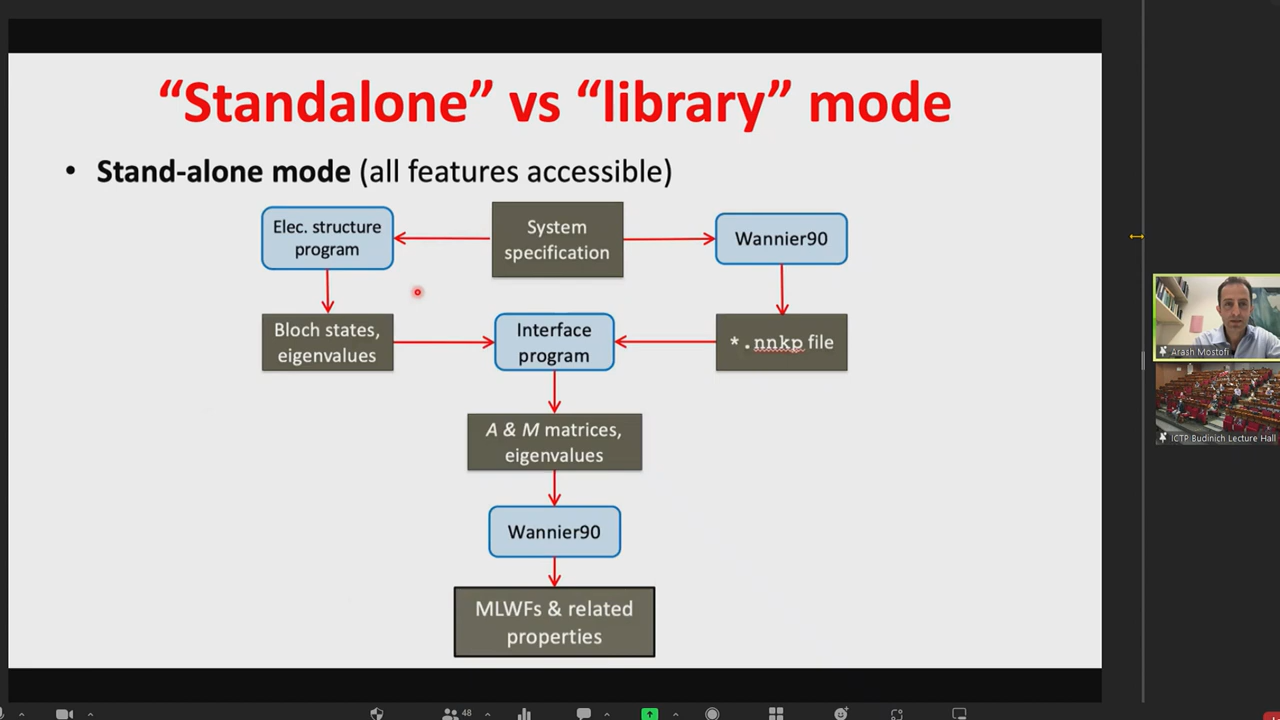 “Standalone” vs “library” mode
• Stand-alone mode (all features accessible)
Elec. structure
program
System
specification
Wannier90
Bloch states,
eigenvalues
Interface
program
*.nnkp file
A & M matrices,
eigenvalues
Wannier90
MLWFs & related
properties
Arash Mostofi
ICTP Budinich Lecture Hall
48